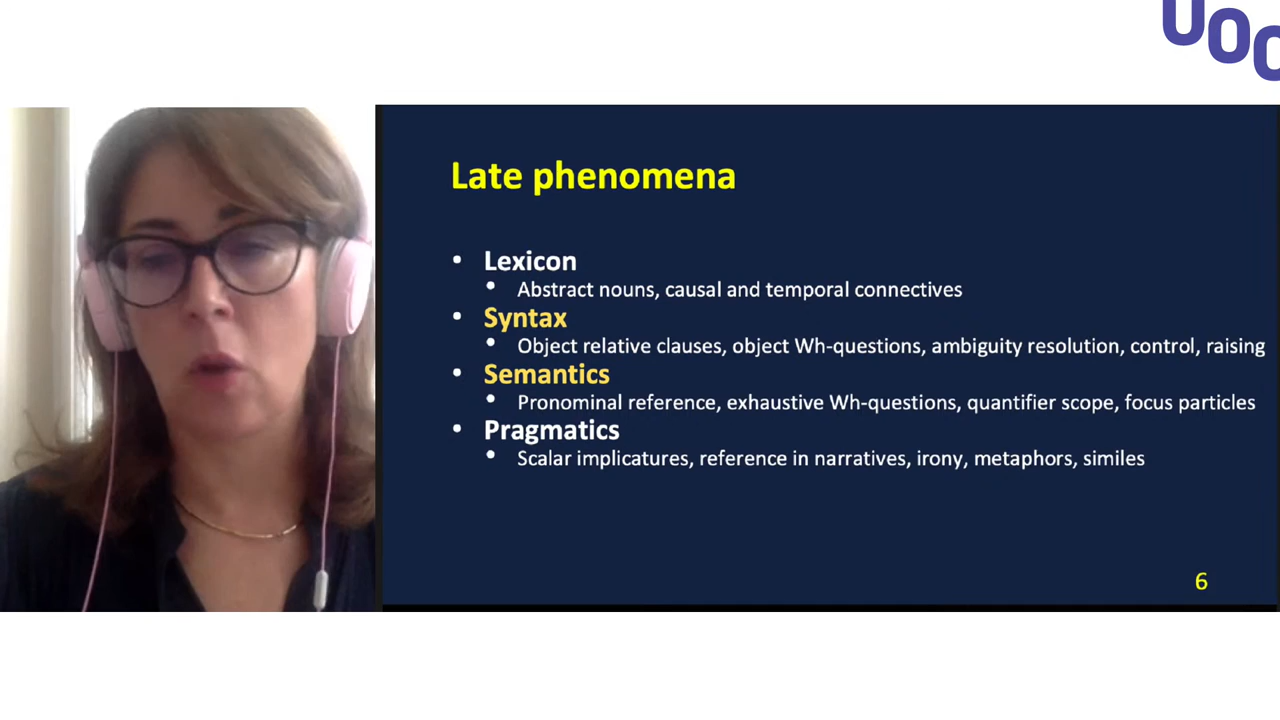 UOC
Late phenomena
• Lexicon
• Abstract nouns, causal and temporal connectives
• Syntax
• Object relative clauses, object Wh-questions, ambiguity resolution, control, raising
• Semantics
• Pronominal reference, exhaustive Wh-questions, quantifier scope, focus particles
• Pragmatics
• Scalar implicatures, reference in narratives, irony, metaphors, similes
6